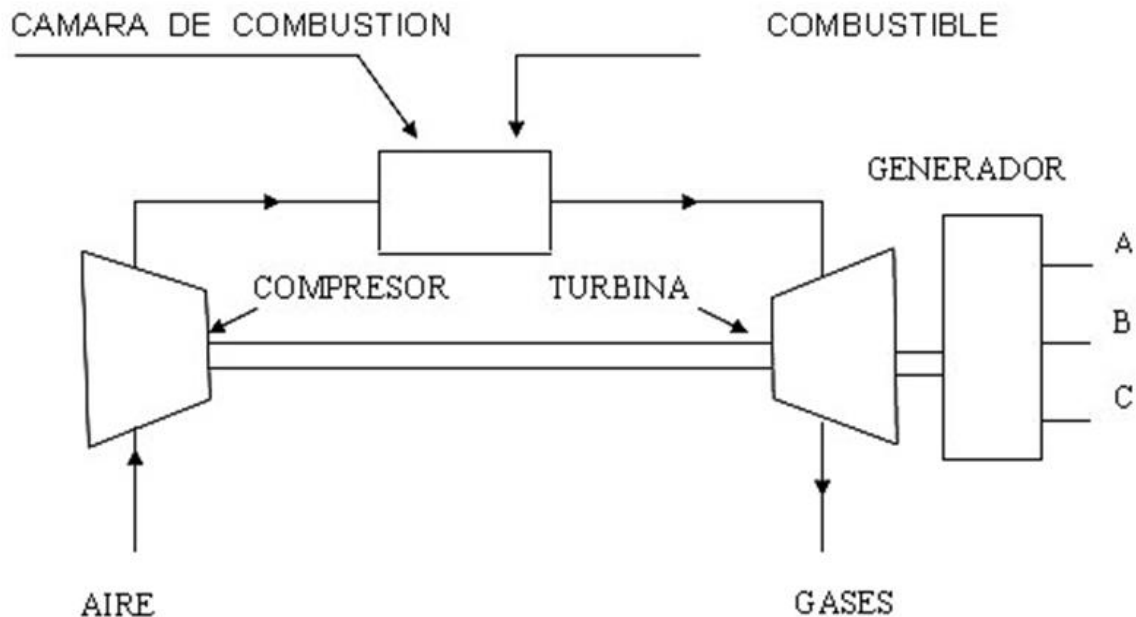 CAMARA DE COMBUSTION
COMBUSTIBLE
GENERADOR
A
COMPRESOR
TURBINA
B
C
AIRE
GASES